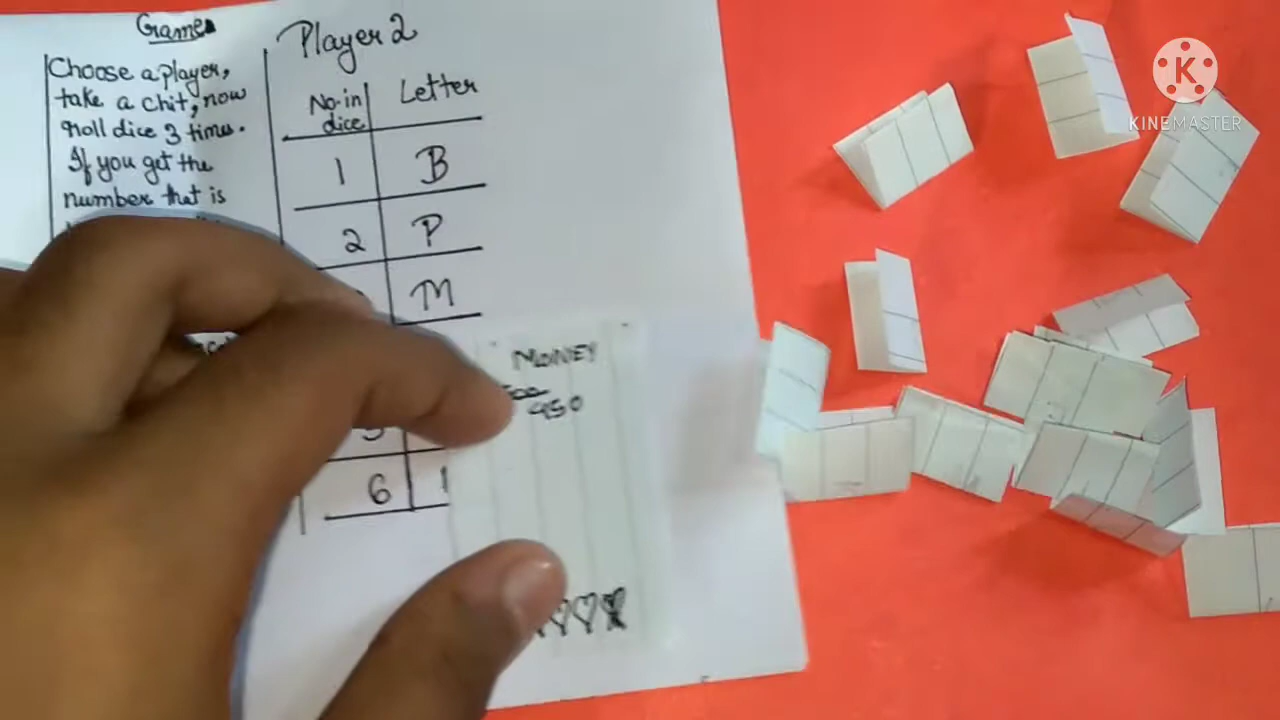 Game
Choose a player,
take a chit, now
roll dice 3 times.
If you get the
number that is
Player 2
No. in dice
Letter
1 B
2 P
M
5
6
MONEY
450
KINEMASTER